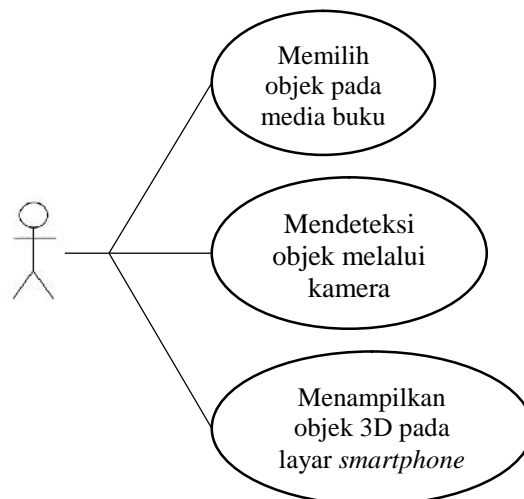 Memilih
objek pada
media buku
Mendeteksi
objek melalui
kamera
Menampilkan
objek 3D pada
layar smartphone